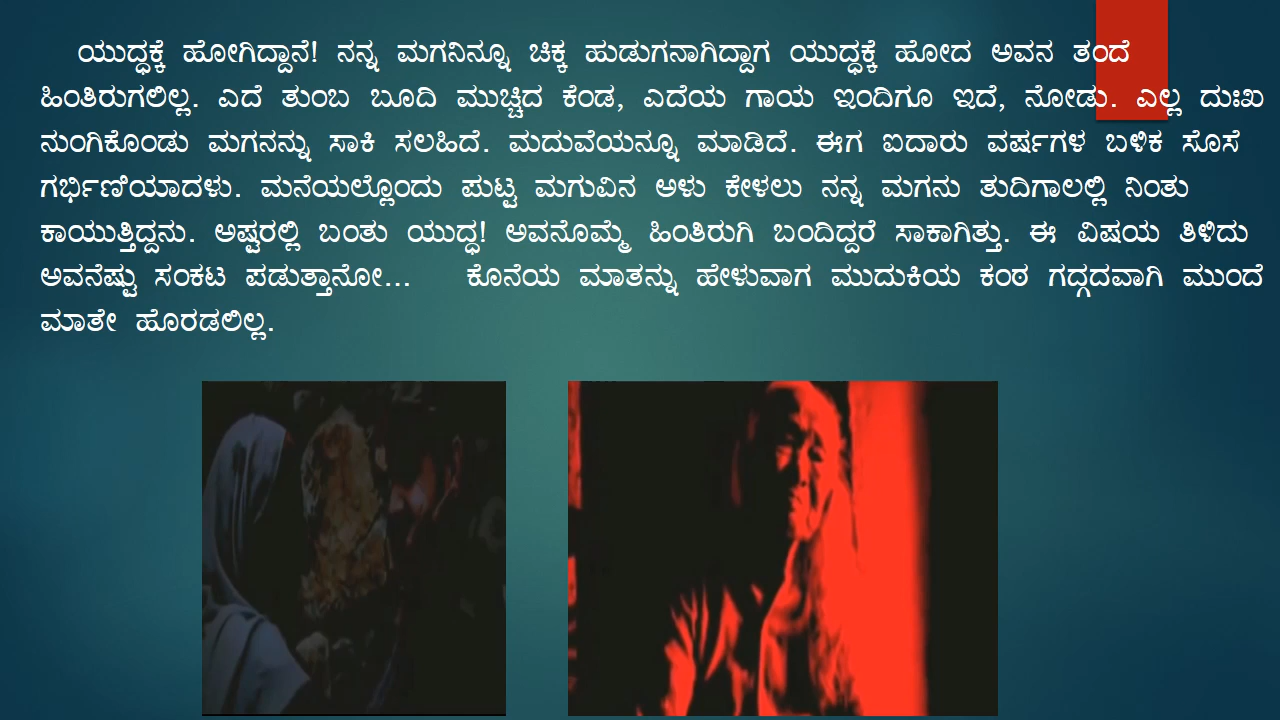 ಯುದ್ಧಕ್ಕೆ ಹೋಗಿದ್ದಾನೆ! ನನ್ನ ಮಗನಿನ್ನೂ ಚಿಕ್ಕ ಹುಡುಗನಾಗಿದ್ದಾಗ ಯುದ್ಧಕ್ಕೆ ಹೋದ ಅವನ ತಂದೆ
ಹಿಂತಿರುಗಲಿಲ್ಲ. ಎದೆ ತುಂಬ ಬೂದಿ ಮುಚ್ಚಿದ ಕೆಂಡ, ಎದೆಯ ಗಾಯ ಇಂದಿಗೂ ಇದೆ, ನೋಡು. ಎಲ್ಲ ದುಃಖ
ನುಂಗಿಕೊಂಡು ಮಗನನ್ನು ಸಾಕಿ ಸಲಹಿದೆ. ಮದುವೆಯನ್ನೂ ಮಾಡಿದೆ. ಈಗ ಐದಾರು ವರ್ಷಗಳ ಬಳಿಕ ಸೊಸೆ
ಗರ್ಭಿಣಿಯಾದಳು. ಮನೆಯಲ್ಲೊಂದು ಪುಟ್ಟ ಮಗುವಿನ ಅಳು ಕೇಳಲು ನನ್ನ ಮಗನು ತುದಿಗಾಲಲ್ಲಿ ನಿಂತು
ಕಾಯುತ್ತಿದ್ದನು. ಅಷ್ಟರಲ್ಲಿ ಬಂತು ಯುದ್ಧ! ಅವನೊಮ್ಮೆ ಹಿಂತಿರುಗಿ ಬಂದಿದ್ದರೆ ಸಾಕಾಗಿತ್ತು. ಈ ವಿಷಯ ತಿಳಿದು
ಅವನೆಷ್ಟು ಸಂಕಟ ಪಡುತ್ತಾನೋ... ಕೊನೆಯ ಮಾತನ್ನು ಹೇಳುವಾಗ ಮುದುಕಿಯ ಕಂಠ ಗದ್ಗದವಾಗಿ ಮುಂದೆ
ಮಾತೇ ಹೊರಡಲಿಲ್ಲ.